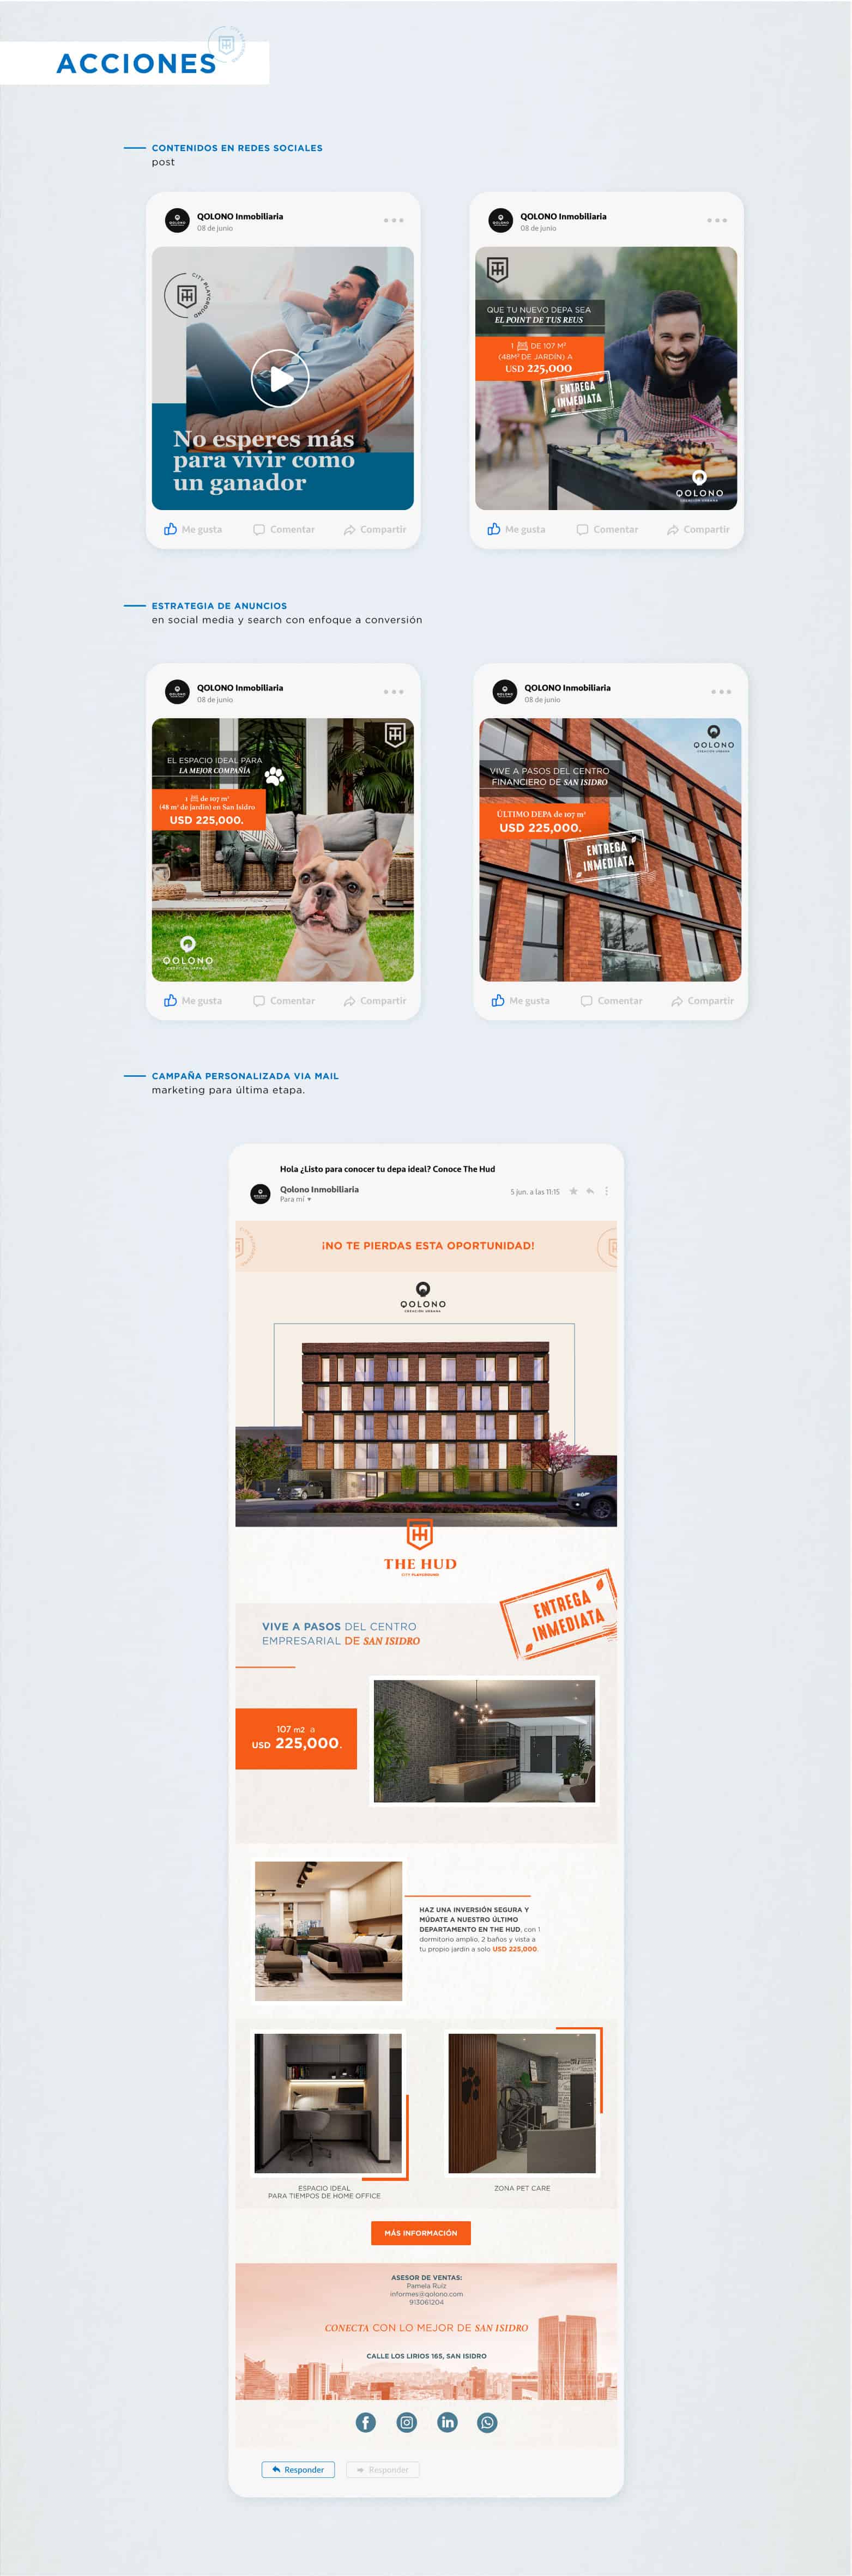 ACCIONES
CONTENIDOS EN REDES SOCIALES
post
QOLONO Inmobiliaria
08 de junio
CITY PLAYGROUND
No esperes más
para vivir como
un ganador
Me gusta
Comentar
Compartir
QOLONO Inmobiliaria
08 de junio
QUE TU NUEVO DEPA SEA
EL POINT DE TUS REUS
1 DE 107 M²
(48M² DE JARDÍN) A
USD 225,000
ENTREGA
INMEDIATA
QOLONO
CREACIÓN URBANA
Me gusta
Comentar
Compartir
ESTRATEGIA DE ANUNCIOS
en social media y search con enfoque a conversión
QOLONO Inmobiliaria
08 de junio
EL ESPACIO IDEAL PARA
LA MEJOR COMPAÑÍA
1 de 107 m²
(48 m² de jardín) en San Isidro
USD 225,000.
QOLONO
CREACIÓN URBANA
Me gusta
Comentar
Compartir
QOLONO Inmobiliaria
08 de junio
QOLONO
CREACIÓN URBANA
VIVE A PASOS DEL CENTRO
FINANCIERO DE SAN ISIDRO
ÚLTIMO DEPA de 107 m²
USD 225,000.
ENTREGA
INMEDIATA
Me gusta
Comentar
Compartir
CAMPAÑA PERSONALIZADA VIA MAIL
marketing para última etapa.
Hola ¿Listo para conocer tu depa ideal? Conoce The Hud
Qolono Inmobiliaria
Para mí
5 jun. a las 11:15
¡NO TE PIERDAS ESTA OPORTUNIDAD!
QOLONO
CREACIÓN URBANA
THE HUD
CITY PLAYGROUND
ENTREGA
INMEDIATA
VIVE A PASOS DEL CENTRO
EMPRESARIAL DE SAN ISIDRO
107 m2 a
USD 225,000.
HAZ UNA INVERSIÓN SEGURA Y
MÚDATE A NUESTRO ÚLTIMO
DEPARTAMENTO EN THE HUD, con 1
dormitorio amplio, 2 baños y vista a
tu propio jardín a solo USD 225,000.
ESPACIO IDEAL
PARA TIEMPOS DE HOME OFFICE
ZONA PET CARE
MÁS INFORMACIÓN
ASESOR DE VENTAS:
Pamela Ruiz
informes@qolono.com
913061204
CONECTA CON LO MEJOR DE SAN ISIDRO
CALLE LOS LIRIOS 165, SAN ISIDRO
Responder
Responder